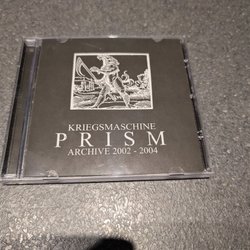 KRIEGSMASCHINE
PRISM
ARCHIVE 2002 - 2004